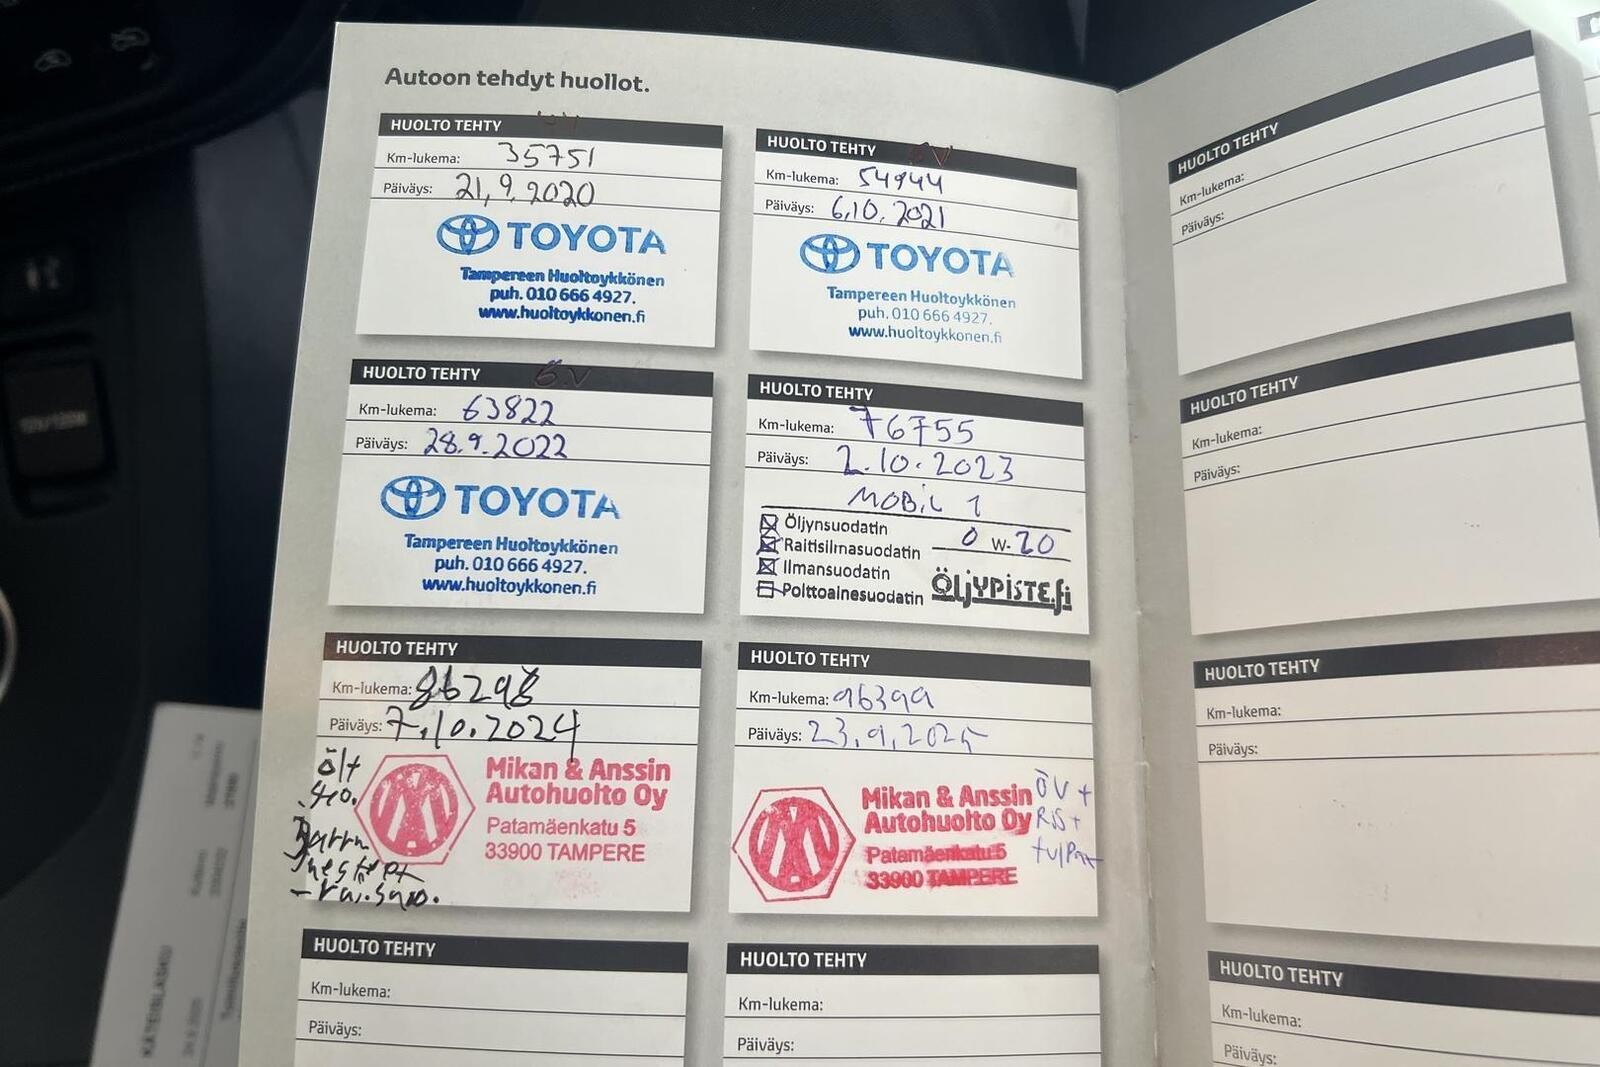 Autoon tehdyt huollot.
HUOLTO TEHTY
Km-lukema: 35751
Päiväys: 21.9.2020
TOYOTA
Tampereen Huoltoykkönen
puh. 010 666 4927.
www.huoltoykkonen.fi
HUOLTO TEHTY
Km-lukema: 54944
Päiväys: 6.10.2021
TOYOTA
Tampereen Huoltoykkönen
puh. 010 666 4927.
www.huoltoykkonen.fi
HUOLTO TEHTY
Km-lukema: 63822
Päiväys: 28.9.2022
TOYOTA
Tampereen Huoltoykkönen
puh. 010 666 4927.
www.huoltoykkonen.fi
HUOLTO TEHTY
Km-lukema: 76755
Päiväys: 2.10.2023
MOBIL 1
Öljynsuodatin
0 W-20
Raitisilmasuodatin
Ilmansuodatin
Polttoainesuodatin
ÖLJYPISTE.fi
HUOLTO TEHTY
Km-lukema: 86298
Päiväys: 7.10.2024
Mikan & Anssin
Autohuolto Oy
Patamäenkatu 5
33900 TAMPERE
HUOLTO TEHTY
Km-lukema: 96399
Päiväys: 23.9.2025
Mikan & Anssin
Autohuolto Oy
Patamäenkatu 5
33900 TAMPERE
ÖV +
RS +
HUOLTO TEHTY
Km-lukema:
Päiväys:
HUOLTO TEHTY
Km-lukema:
Päiväys:
HUOLTO TEHTY
Km-lukema:
Päiväys:
HUOLTO TEHTY
Km-lukema:
Päiväys:
HUOLTO TEHTY
Km-lukema:
Päiväys:
HUOLTO TEHTY
Km-lukema:
Päiväys:
KÄTEISLASKU